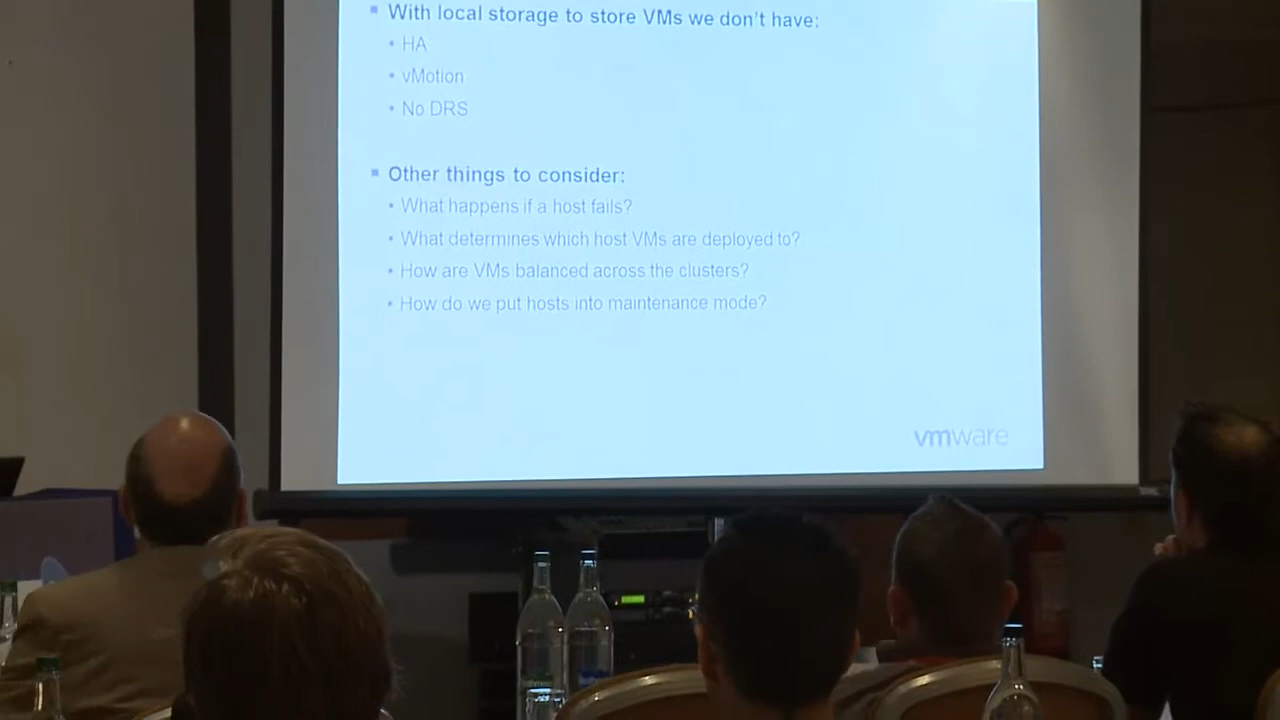 With local storage to store VMs we don't have:
HA
vMotion
No DRS
Other things to consider:
What happens if a host fails?
What determines which host VMs are deployed to?
How are VMs balanced across the clusters?
How do we put hosts into maintenance mode?
vmware